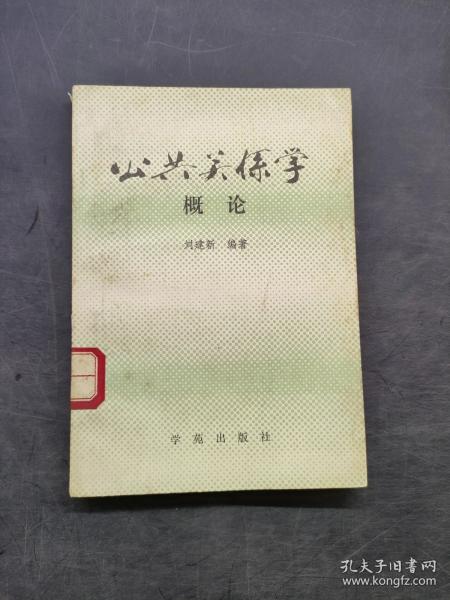 公共关係学
概论
刘建新 编著
学苑出版社
孔夫子旧书网
www.kongfz.com